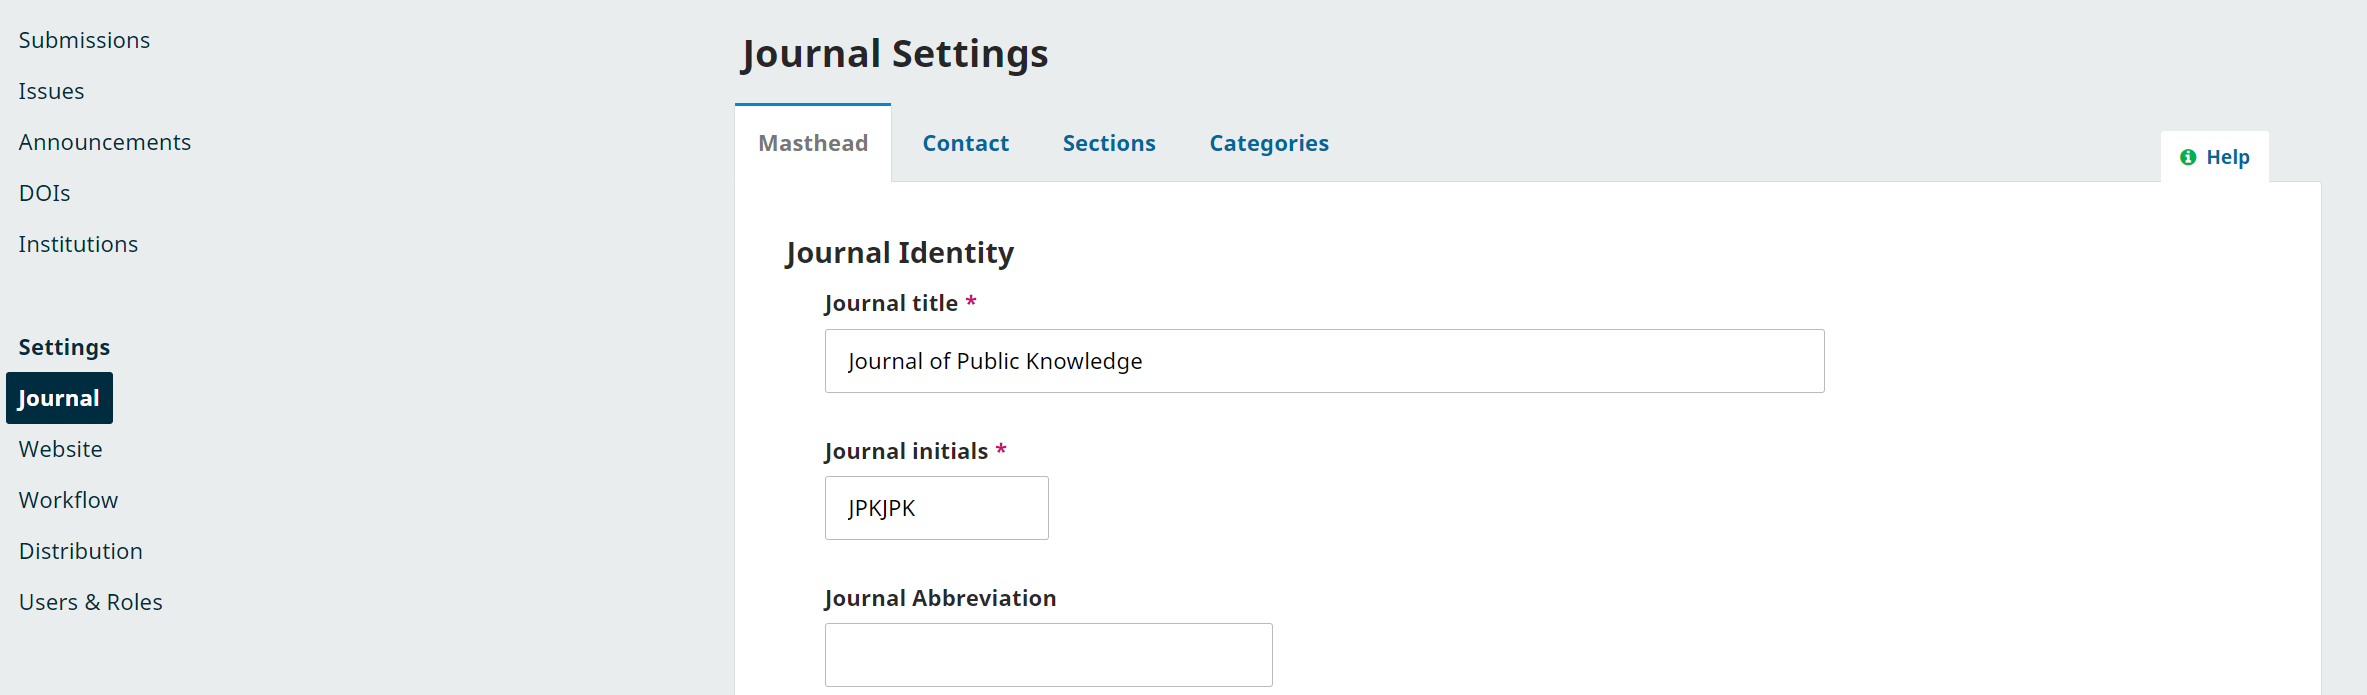 Submissions
Issues
Announcements
DOIs
Institutions
Settings
Journal
Website
Workflow
Distribution
Users & Roles
Journal Settings
Masthead
Contact
Sections
Categories
Help
Journal Identity
Journal title *
Journal of Public Knowledge
Journal initials *
JPKJPK
Journal Abbreviation